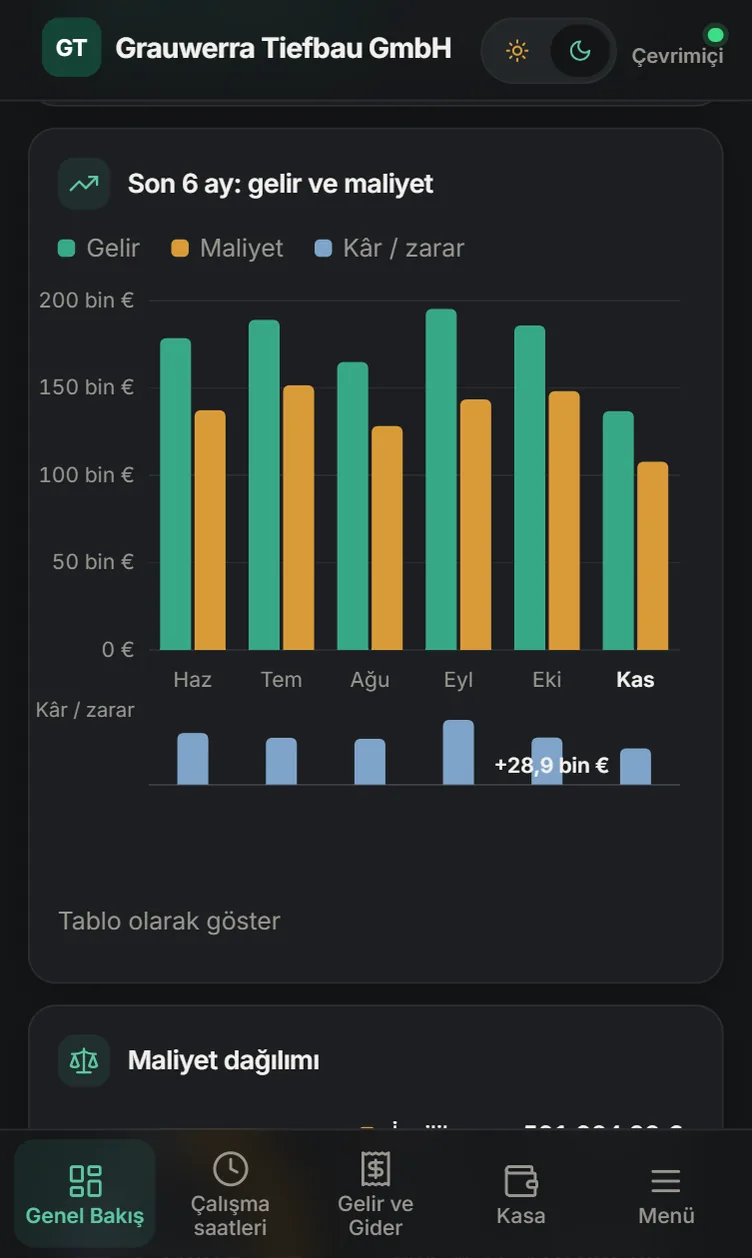 GT
Grauwerra Tiefbau GmbH
Çevrimiçi
Son 6 ay: gelir ve maliyet
Gelir
Maliyet
Kâr / zarar
200 bin €
150 bin €
100 bin €
50 bin €
0 €
Haz
Tem
Ağu
Eyl
Eki
Kas
Kâr / zarar
+28,9 bin €
Tablo olarak göster
Maliyet dağılımı
Genel Bakış
Çalışma
saatleri
Gelir ve
Gider
Kasa
Menü